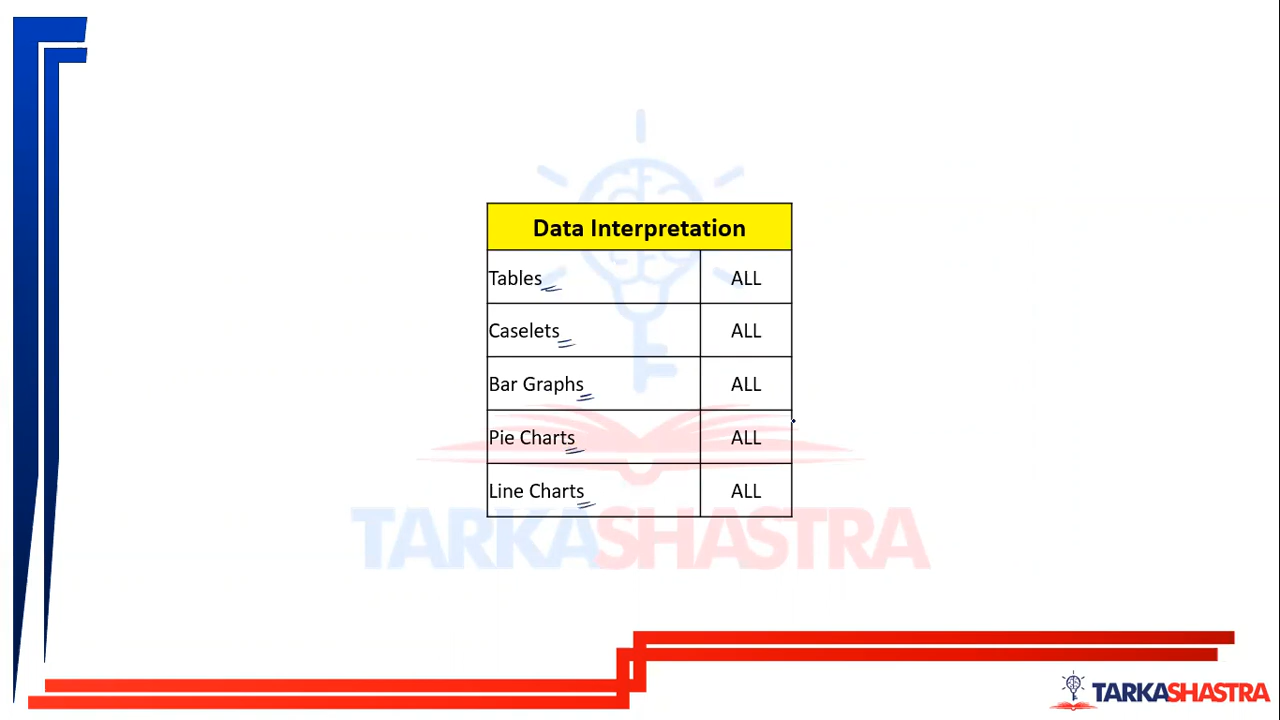 Data Interpretation
Tables ALL
Caselets ALL
Bar Graphs ALL
Pie Charts ALL
Line Charts ALL
TARKASHASTRA
TARKASHASTRA